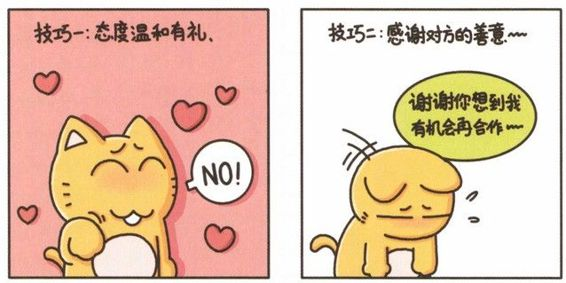 技巧一:态度温和有礼、
NO!
技巧二:感谢对方的善意~~
谢谢你想到我
有机会再合作~~